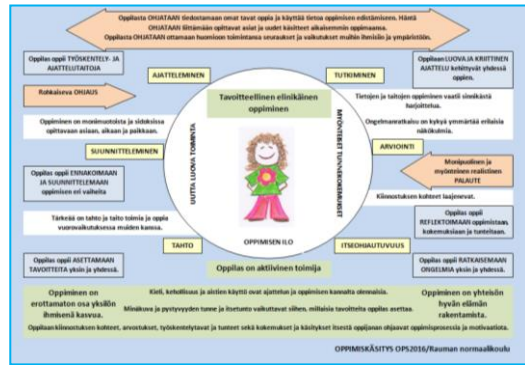 Oppilasta OHJATAAN tiedostamaan omat tavat oppia ja käyttää tietoa oppimisen edistämiseen. Häntä
OHJATAAN liittämään opittavat asiat ja uudet käsitteet aikaisemmin oppimaansa.
Oppilasta OHJATAAN ottamaan huomioon toimintansa seuraukset ja vaikutukset muihin ihmisiin ja ympäristöön.
Oppilas oppii TYÖSKENTELY- JA
AJATTELUTAITOJA
AJATTELEMINEN
TUTKIMINEN
Oppilaan LUOVA JA KRIITTINEN
AJATTELU kehittyvät yhdessä
oppien.
Rohkaiseva OHJAUS
Tavoitteellinen elinikäinen
oppiminen
Tietojen ja taitojen oppiminen vaatii sinnikästä
harjoittelua.
Ongelmanratkaisu on kykyä ymmärtää erilaisia
näkökulmia.
Oppiminen on monimuotoista ja sidoksissa
opittavaan asiaan, aikaan ja paikkaan.
SUUNNITTELEMINEN
UUTTA LUOVA TOIMINTA
MYÖNTEISET TUNNEKOKEMUKSET
ARVIOINTI
Monipuolinen ja
myönteinen realistinen
PALAUTE
Oppilas oppii ENNAKOIMAAN
JA SUUNNITTELEMAAN
oppimisen eri vaiheita
Kiinnostuksen kohteet laajenevat.
Tärkeää on tahto ja taito toimia ja oppia
vuorovaikutuksessa muiden kanssa.
Oppilas oppii
REFLEKTOIMAAN oppimistaan,
kokemuksiaan ja tunteitaan.
TAHTO
OPPIMISEN ILO
ITSEOHJAUTUVUUS
Oppilas oppii ASETTAMAAN
TAVOITTEITA yksin ja yhdessä.
Oppilas on aktiivinen toimija
Oppilas oppii RATKAISEMAAN
ONGELMIA yksin ja yhdessä.
Oppiminen on
erottamaton osa yksilön
ihmisenä kasvua.
Kieli, kehollisuus ja aistien käyttö ovat ajattelun ja oppimisen kannalta olennaisia.
Minäkuva ja pystyvyyden tunne ja itsetunto vaikuttavat siihen, millaisia tavoitteita oppilas asettaa.
Oppiminen on yhteisön
hyvän elämän
rakentamista.
Oppilaan kiinnostuksen kohteet, arvostukset, työskentelytavat ja tunteet sekä kokemukset ja käsitykset itsestä oppijana ohjaavat oppimisprosessia ja motivaatiota.
OPPIMISKÄSITYS OPS2016/Rauman normaalikoulu